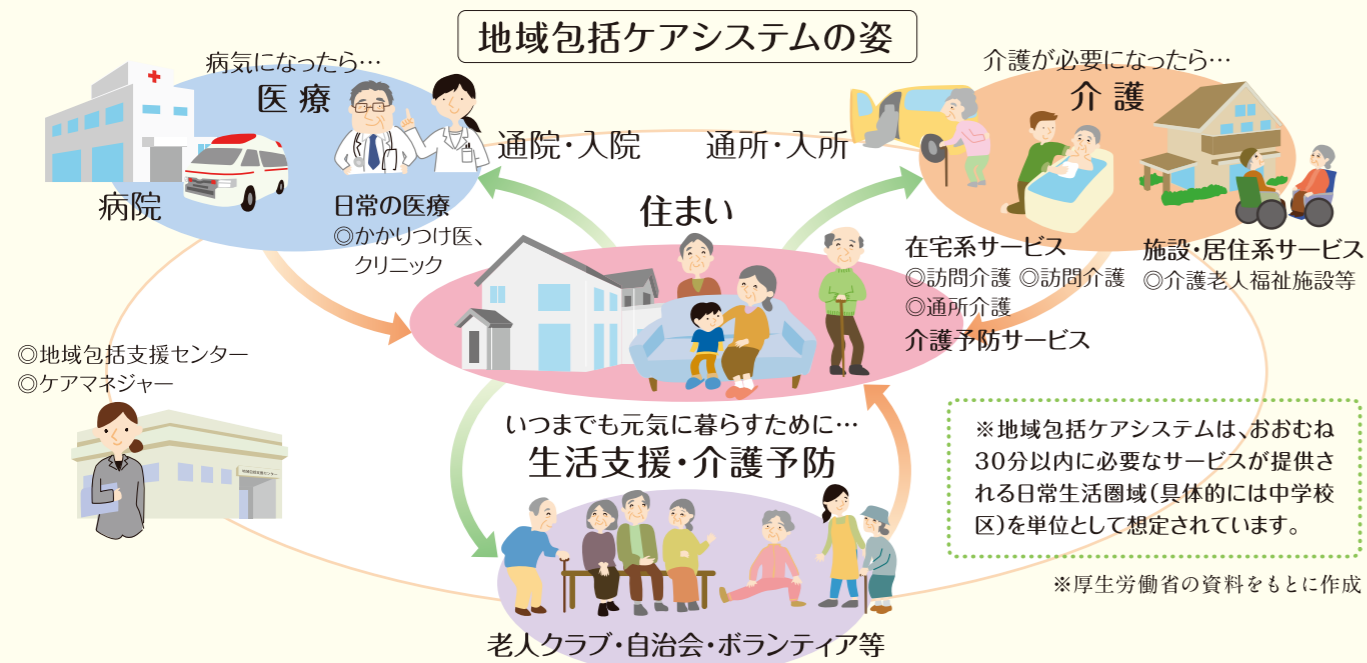 地域包括ケアシステムの姿
病気になったら…
医療
病院
日常の医療
◎かかりつけ医、
クリニック
通院・入院
通所・入所
介護が必要になったら…
介護
在宅系サービス
◎訪問介護 ◎訪問介護
◎通所介護
介護予防サービス
施設・居住系サービス
◎介護老人福祉施設等
住まい
◎地域包括支援センター
◎ケアマネジャー
地域包括支援センター
いつまでも元気に暮らすために…
生活支援・介護予防
老人クラブ・自治会・ボランティア等
※地域包括ケアシステムは、おおむね
30分以内に必要なサービスが提供さ
れる日常生活圏域（具体的には中学校
区）を単位として想定されています。
※厚生労働省の資料をもとに作成